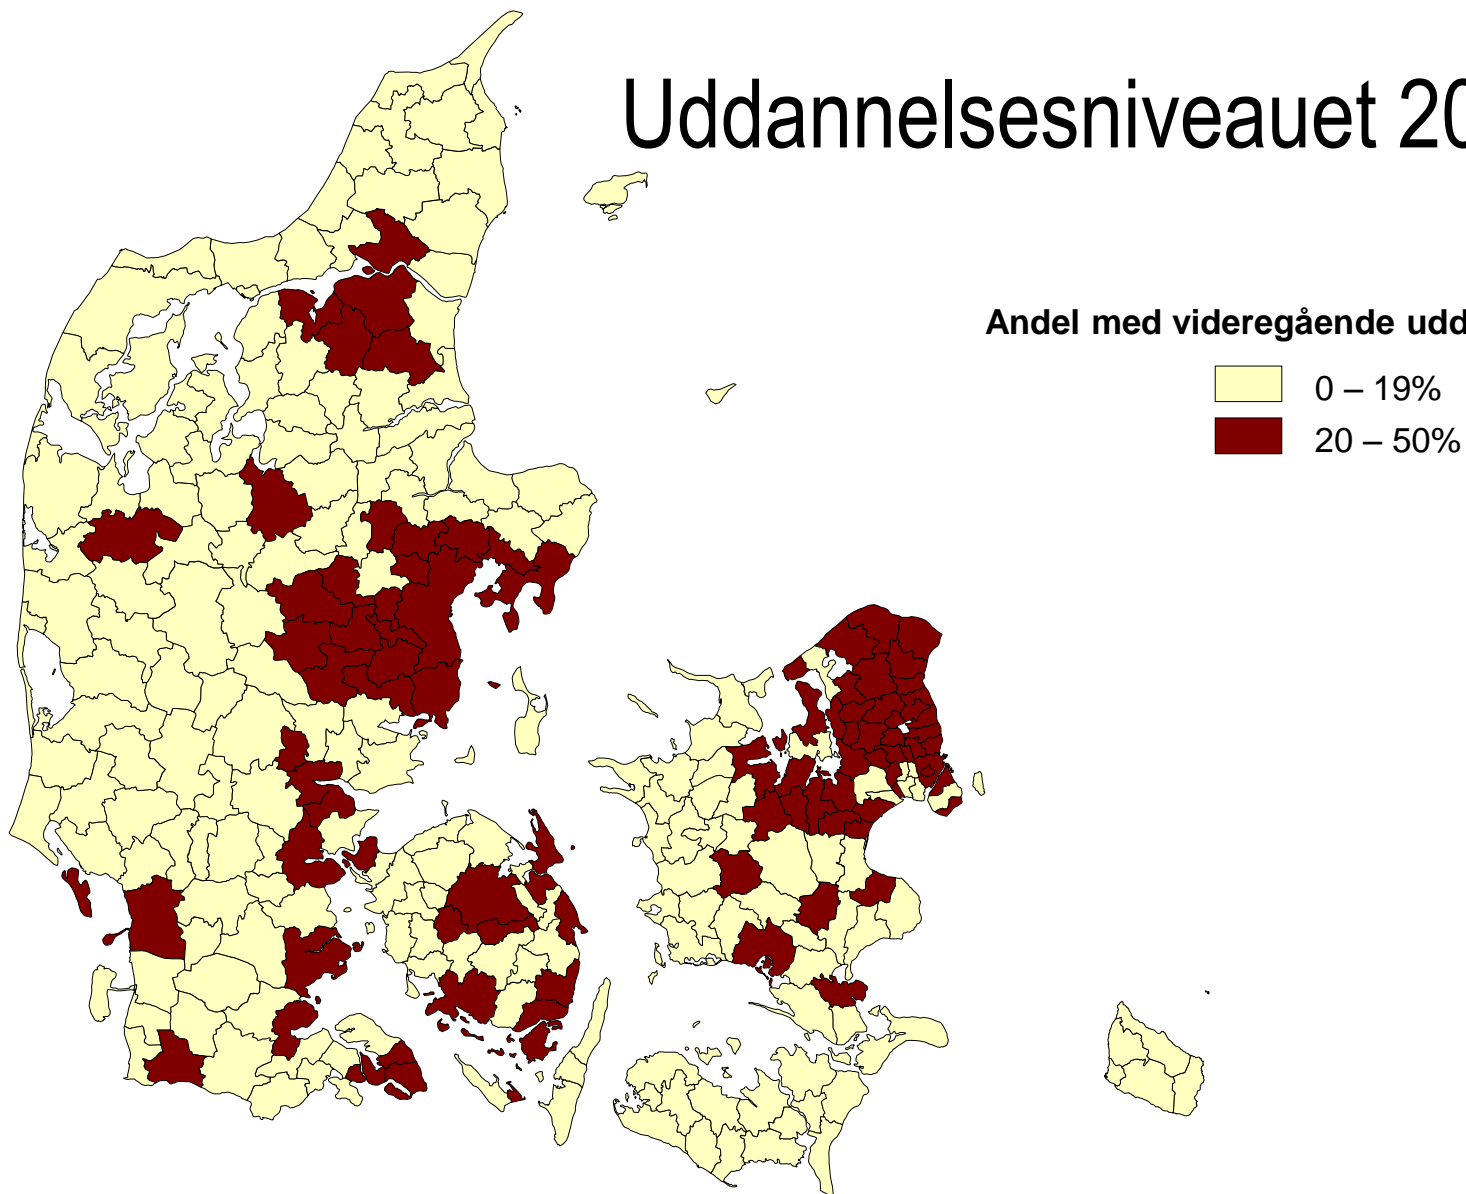 Uddannelsesniveauet 20
Andel med videregående udd
0 – 19%
20 – 50%